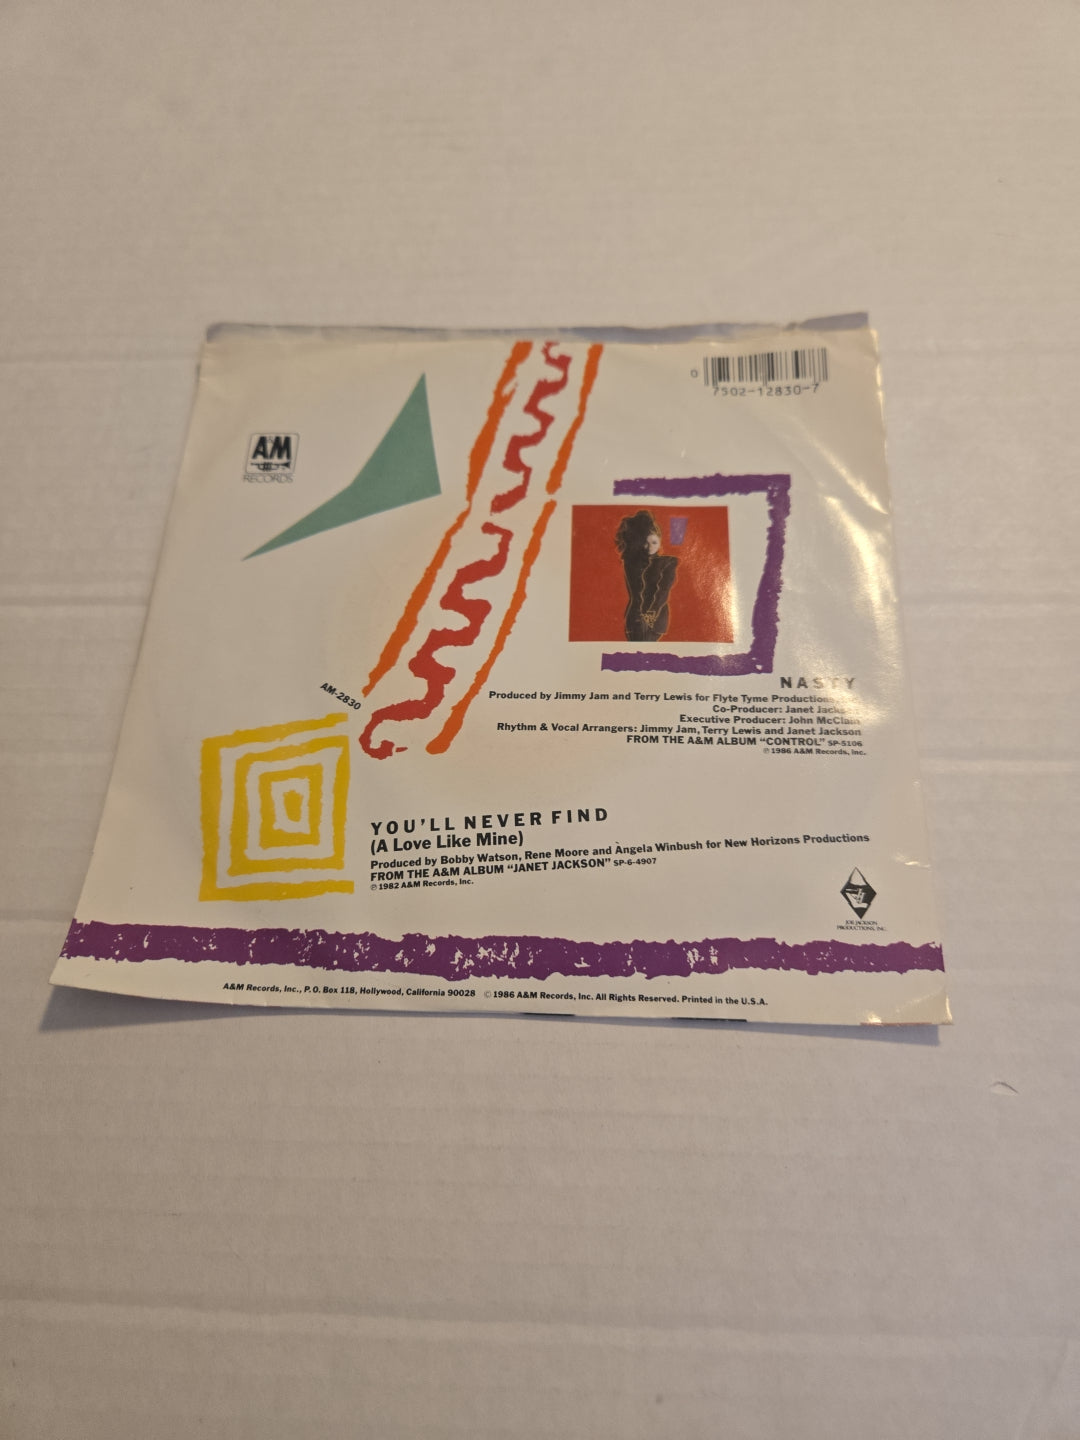 0 7502-12830-7
A&M
RECORDS
AM-2830
NASTY
Produced by Jimmy Jam and Terry Lewis for Flyte Tyme Productions,
Co-Producer: Janet Jackson
Executive Producer: John McClain
Rhythm & Vocal Arrangers: Jimmy Jam, Terry Lewis and Janet Jackson
FROM THE A&M ALBUM “CONTROL” SP-5106
℗ 1986 A&M Records, Inc.
YOU'LL NEVER FIND
(A Love Like Mine)
Produced by Bobby Watson, Rene Moore and Angela Winbush for New Horizons Productions
FROM THE A&M ALBUM “JANET JACKSON” SP-6-4907
℗ 1982 A&M Records, Inc.
JOE JACKSON
PRODUCTIONS, INC.
A&M Records, Inc., P.O. Box 118, Hollywood, California 90028 © 1986 A&M Records, Inc. All Rights Reserved. Printed in the U.S.A.